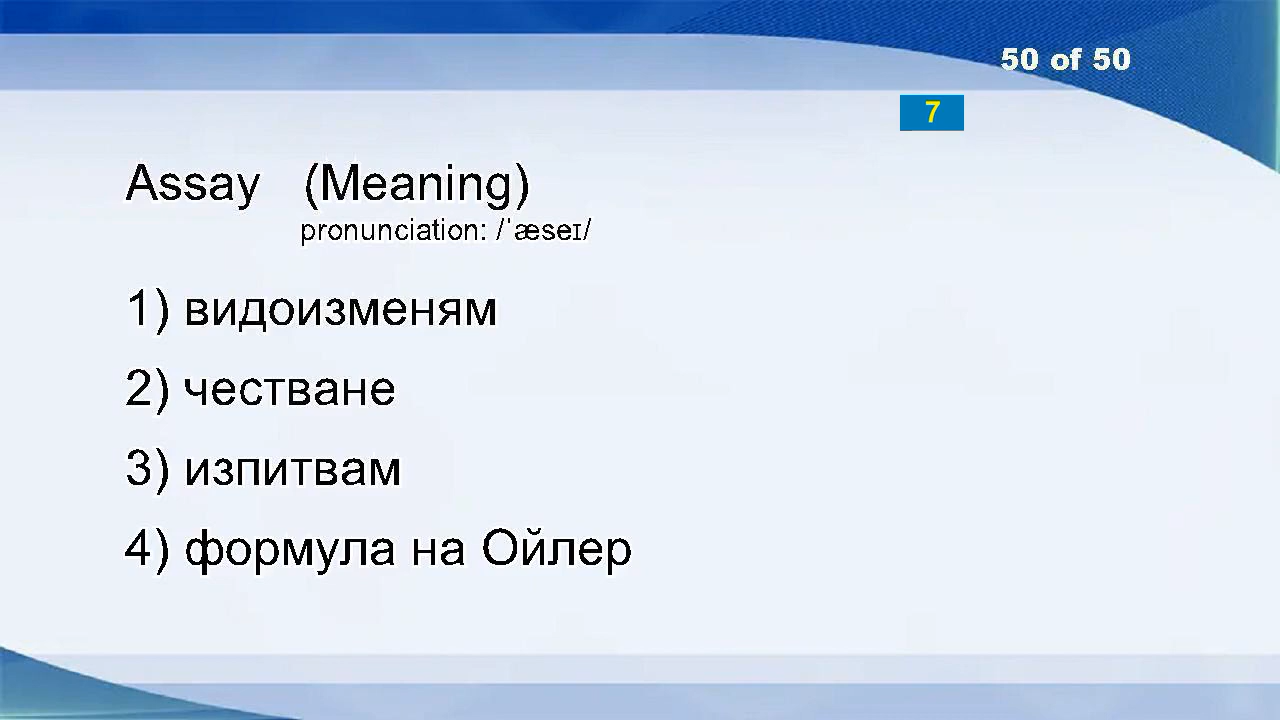 50 of 50
7
Assay (Meaning)
pronunciation: /ˈæseɪ/
1) видоизменям
2) честване
3) изпитвам
4) формула на Ойлер